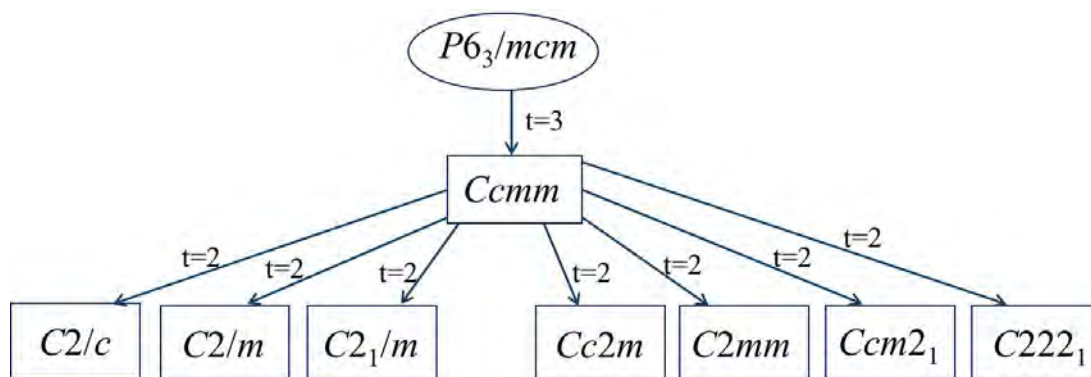 P6₃/mcm
t=3
Ccmm
t=2 t=2 t=2 t=2 t=2 t=2 t=2
C2/c C2/m C2₁/m Cc2m C2mm Ccm2₁ C222₁